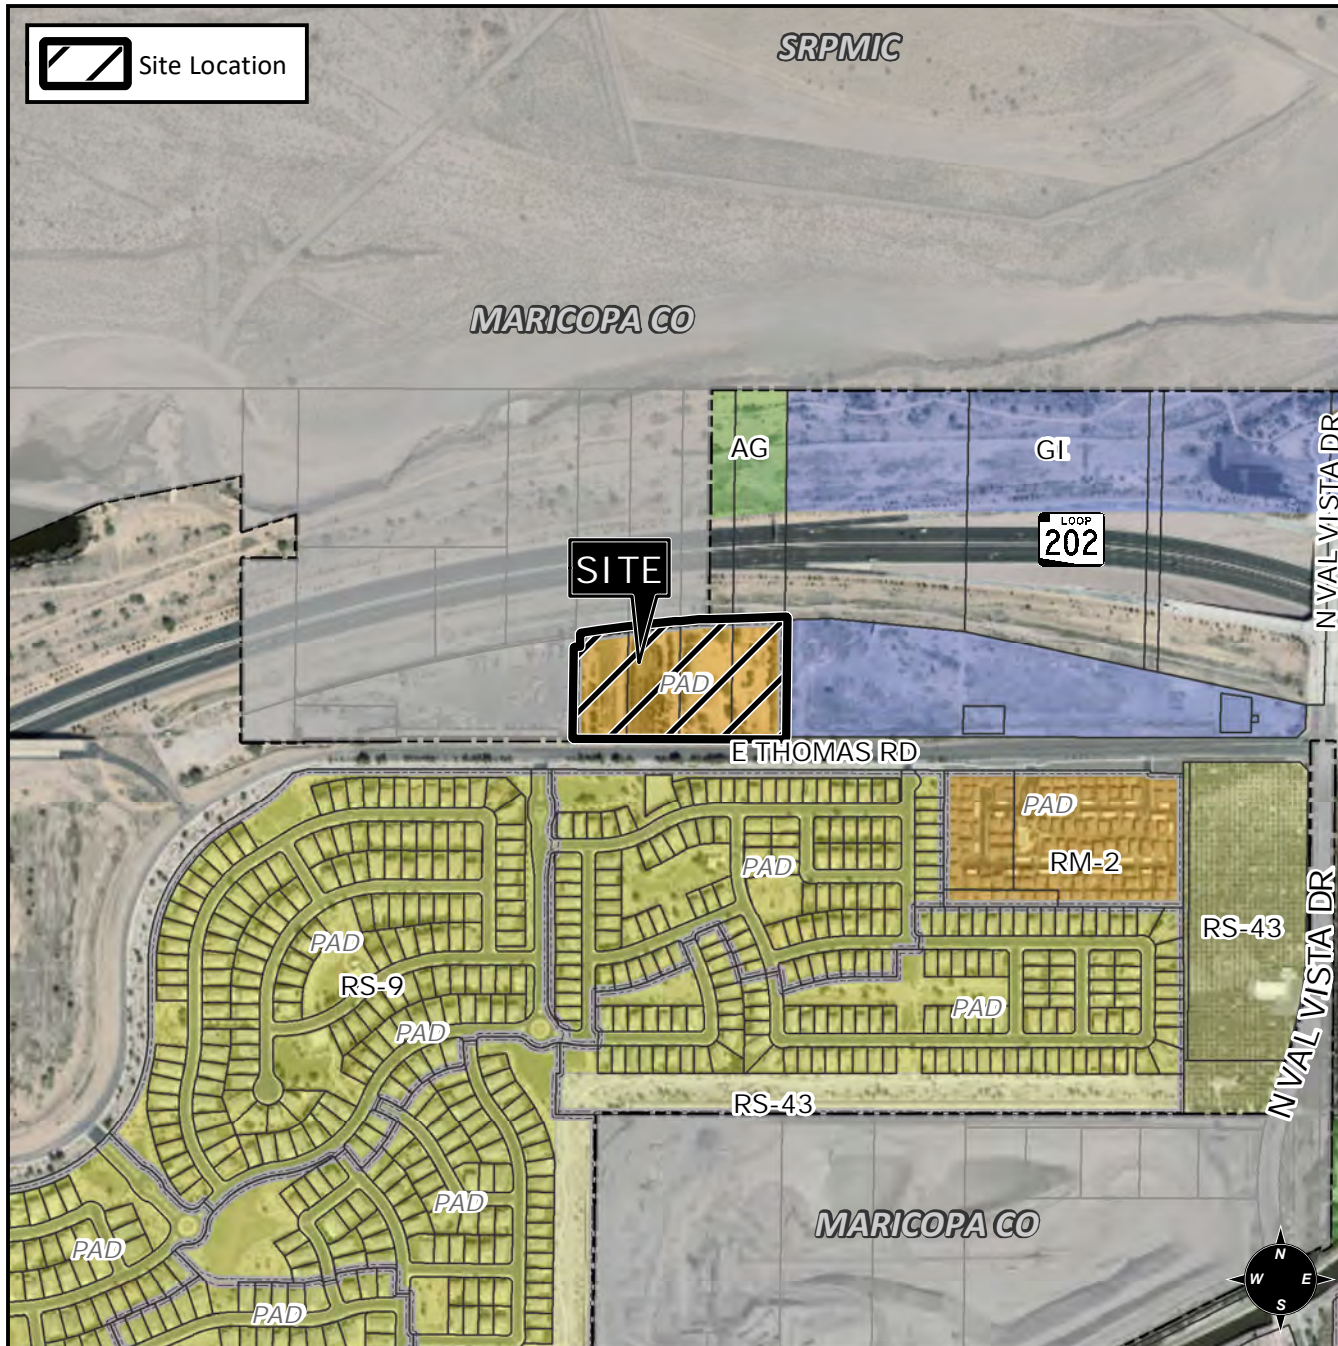 SRPMIC
Site Location
MARICOPA CO
AG
GI
N VAL VISTA DR
LOOP
202
SITE
PAD
E THOMAS RD
PAD
RM-2
PAD
RS-43
PAD
RS-9
PAD
PAD
N VAL VISTA DR
RS-43
PAD
MARICOPA CO
PAD
PAD
N
W E
S